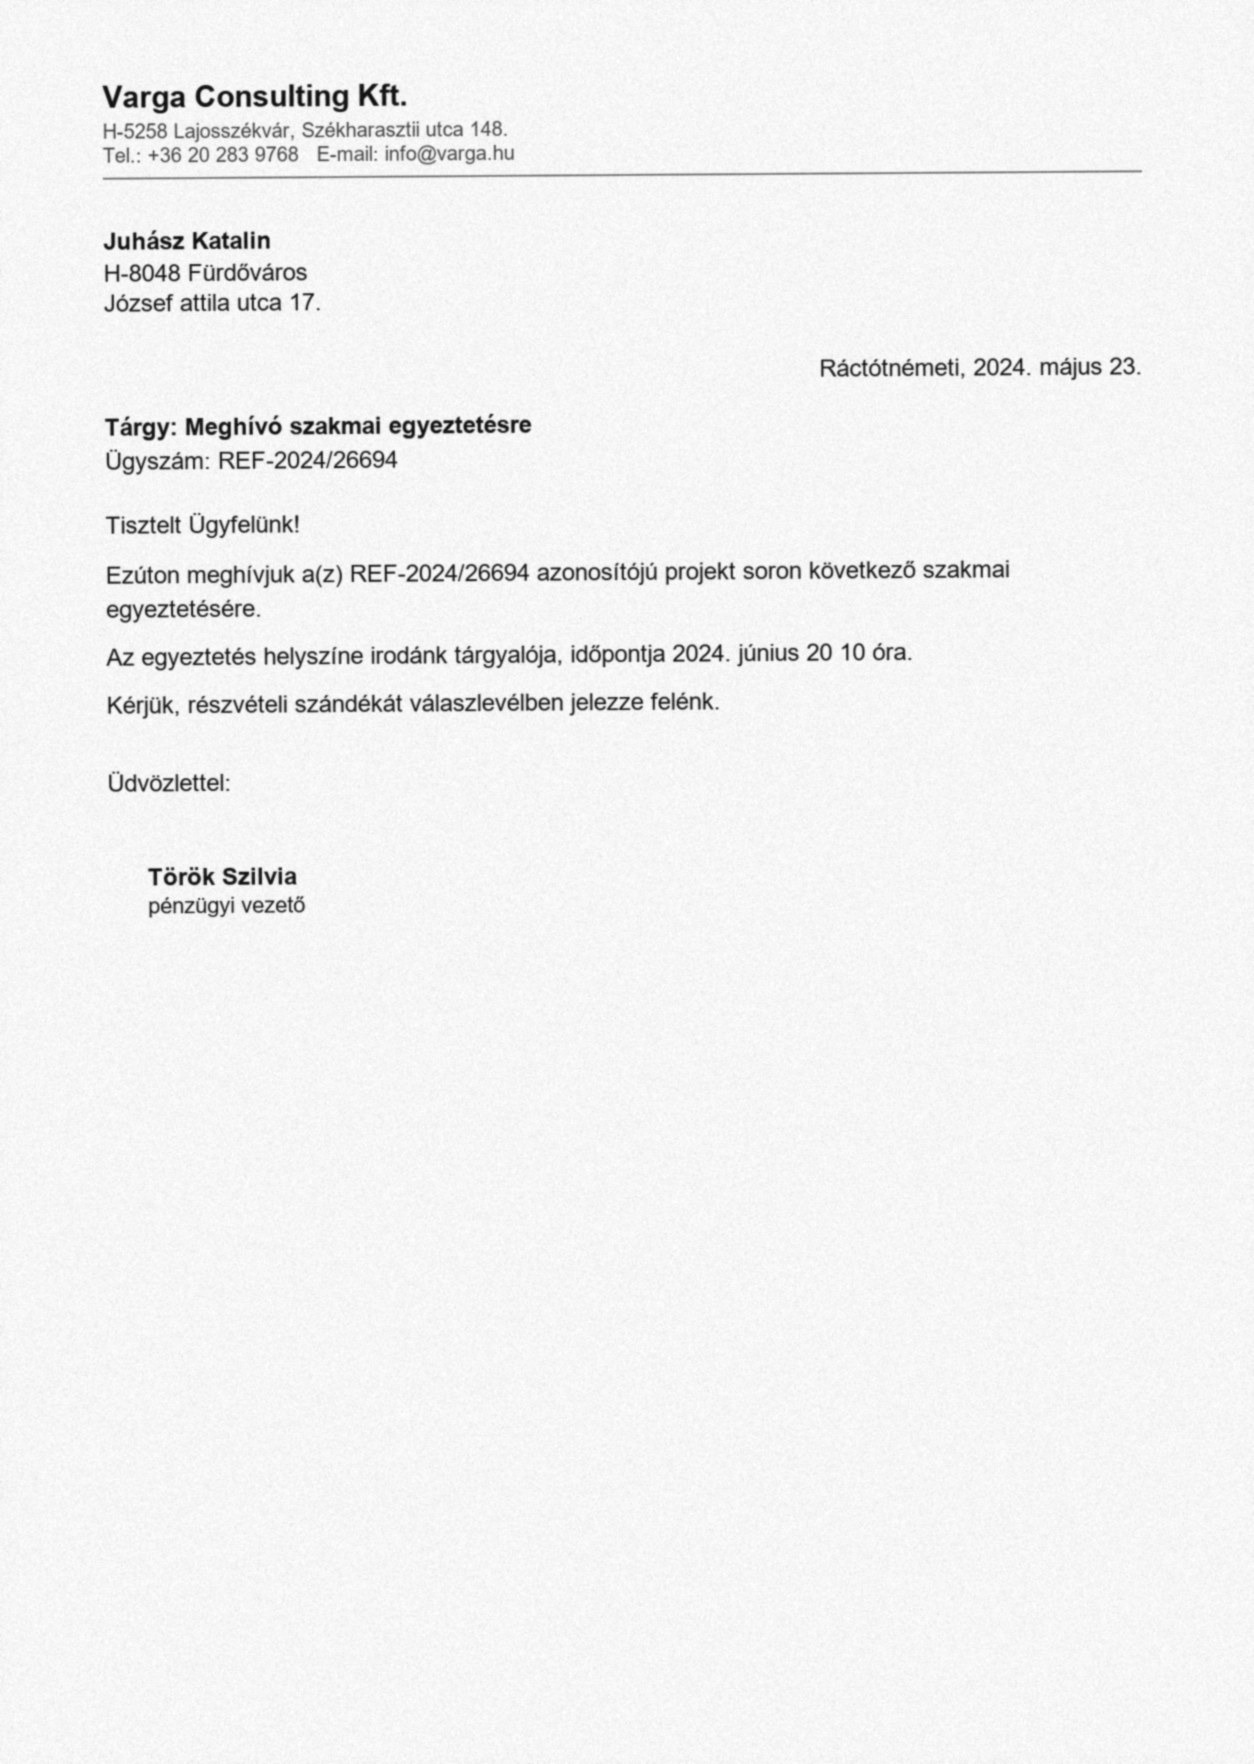 Varga Consulting Kft.
H-5258 Lajosszékvár, Székharasztii utca 148.
Tel.: +36 20 283 9768   E-mail: info@varga.hu
Juhász Katalin
H-8048 Fürdőváros
József attila utca 17.
Ráctótnémeti, 2024. május 23.
Tárgy: Meghívó szakmai egyeztetésre
Ügyszám: REF-2024/26694
Tisztelt Ügyfelünk!
Ezúton meghívjuk a(z) REF-2024/26694 azonosítójú projekt soron következő szakmai
egyeztetésére.
Az egyeztetés helyszíne irodánk tárgyalója, időpontja 2024. június 20 10 óra.
Kérjük, részvételi szándékát válaszlevélben jelezze felénk.
Üdvözlettel:
Török Szilvia
pénzügyi vezető